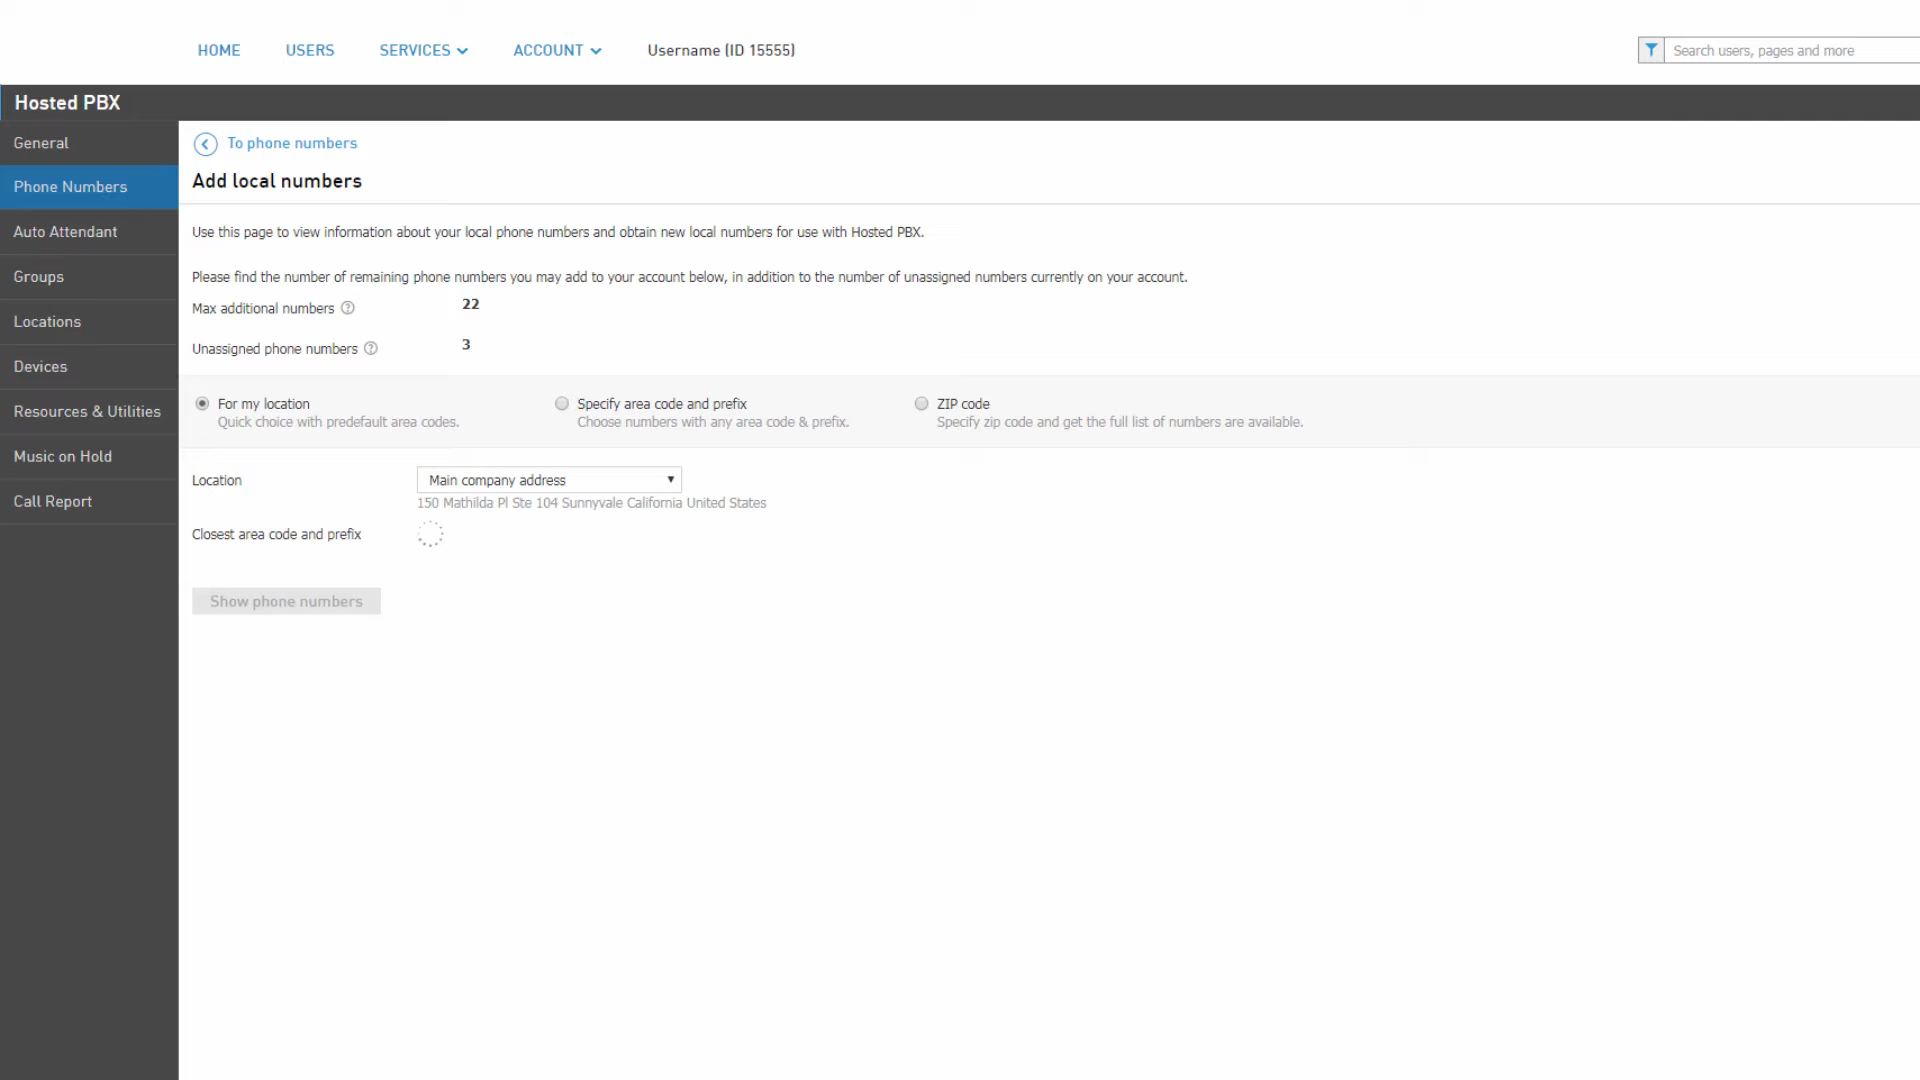 HOME USERS SERVICES ACCOUNT Username (ID 15555)
Search users, pages and more
Hosted PBX
General
Phone Numbers
Auto Attendant
Groups
Locations
Devices
Resources & Utilities
Music on Hold
Call Report
To phone numbers
Add local numbers
Use this page to view information about your local phone numbers and obtain new local numbers for use with Hosted PBX.
Please find the number of remaining phone numbers you may add to your account below, in addition to the number of unassigned numbers currently on your account.
Max additional numbers ? 22
Unassigned phone numbers ? 3
For my location
Quick choice with predefault area codes.
Specify area code and prefix
Choose numbers with any area code & prefix.
ZIP code
Specify zip code and get the full list of numbers are available.
Location Main company address
150 Mathilda Pl Ste 104 Sunnyvale California United States
Closest area code and prefix
Show phone numbers